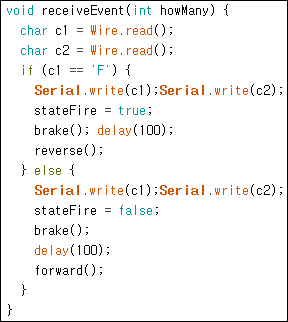 void receiveEvent(int howMany) {
  char c1 = Wire.read();
  char c2 = Wire.read();
  if (c1 == 'F') {
    Serial.write(c1);Serial.write(c2);
    stateFire = true;
    brake(); delay(100);
    reverse();
  } else {
    Serial.write(c1);Serial.write(c2);
    stateFire = false;
    brake();
    delay(100);
    forward();
  }
}